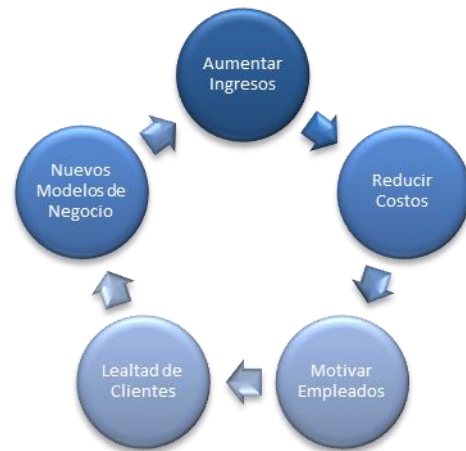 Aumentar
Ingresos
Reducir
Costos
Motivar
Empleados
Lealtad de
Clientes
Nuevos
Modelos de
Negocio